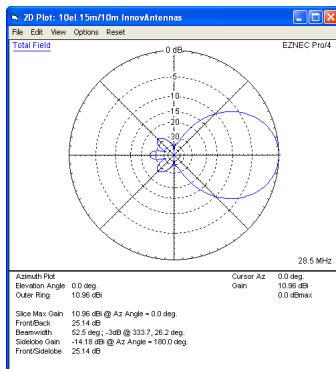 2D Plot: 10el 15m/10m InnovAntennas
File Edit View Options Reset
Total Field
EZNEC Pro/4
0 dB
-5
-10
-15
-20
-30
28.5 MHz
Azimuth Plot
Elevation Angle 0.0 deg.
Outer Ring 10.96 dBi
Cursor Az 0.0 deg.
Gain 10.96 dBi
0.0 dBmax
Slice Max Gain 10.96 dBi @ Az Angle = 0.0 deg.
Front/Back 25.14 dB
Beamwidth 52.5 deg.; -3dB @ 333.7, 26.2 deg.
Sidelobe Gain -14.18 dBi @ Az Angle = 180.0 deg.
Front/Sidelobe 25.14 dB